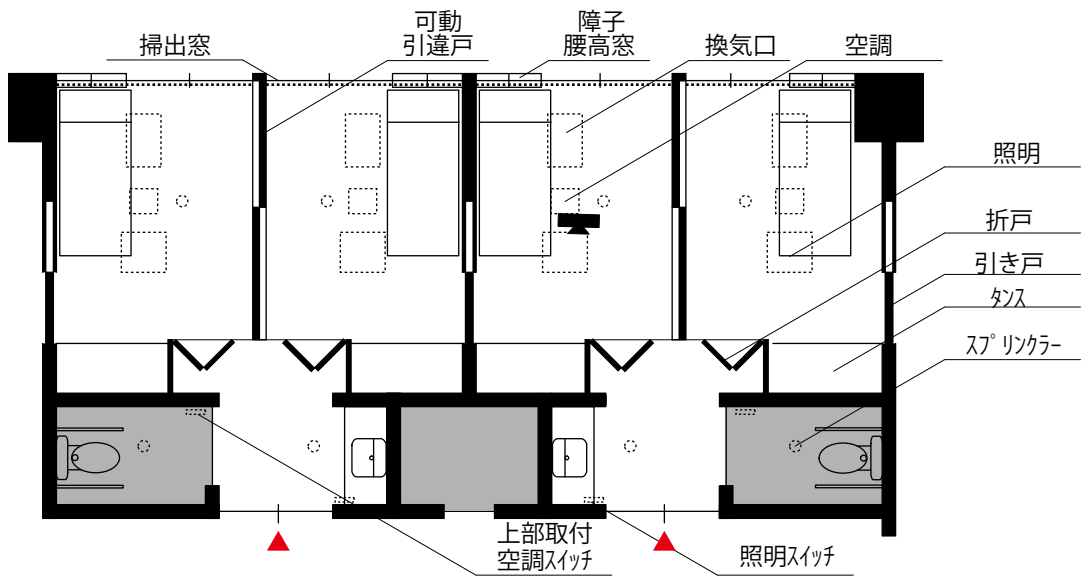 掃出窓
可動
引違戸
障子
腰高窓
換気口
空調
照明
折戸
引き戸
ﾀﾝｽ
ｽﾌﾟﾘﾝｸﾗｰ
上部取付
空調ｽｲｯﾁ
照明ｽｲｯﾁ